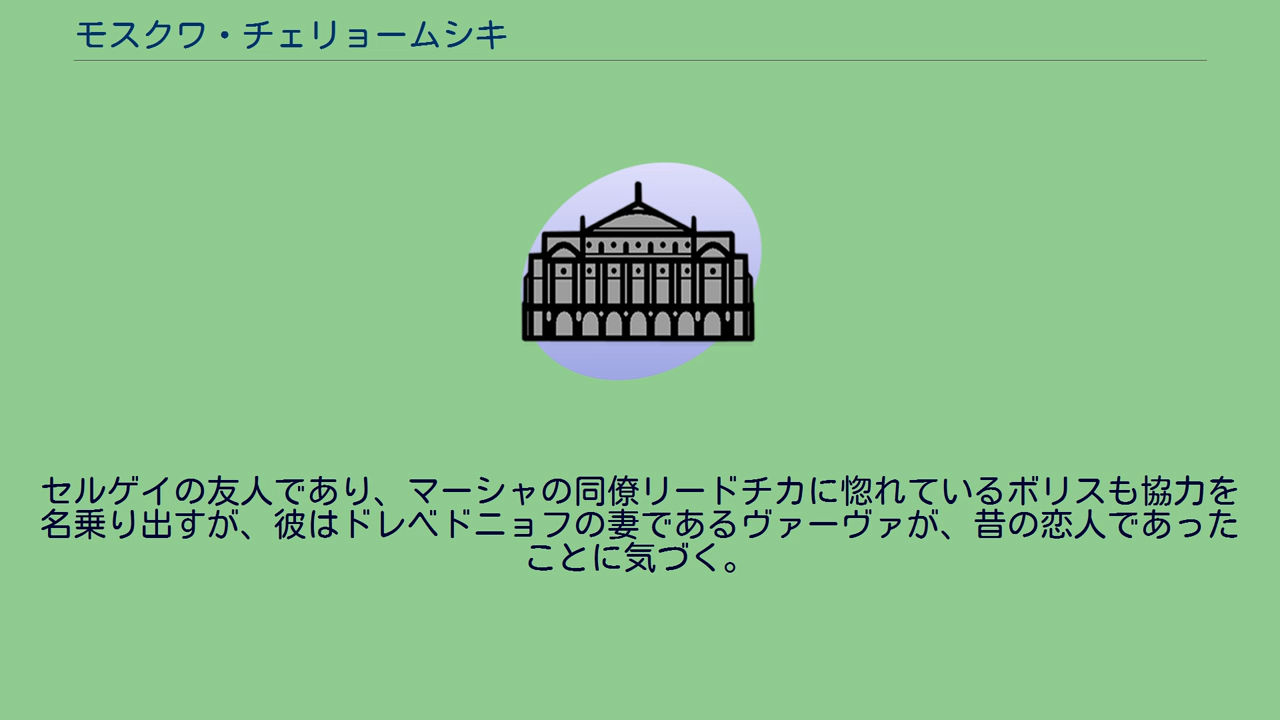 モスクワ・チェリョームシキ
セルゲイの友人であり、マーシャの同僚リードチカに惚れているボリスも協力を
名乗り出すが、彼はドレベドニョフの妻であるヴァーヴァが、昔の恋人であった
ことに気づく。